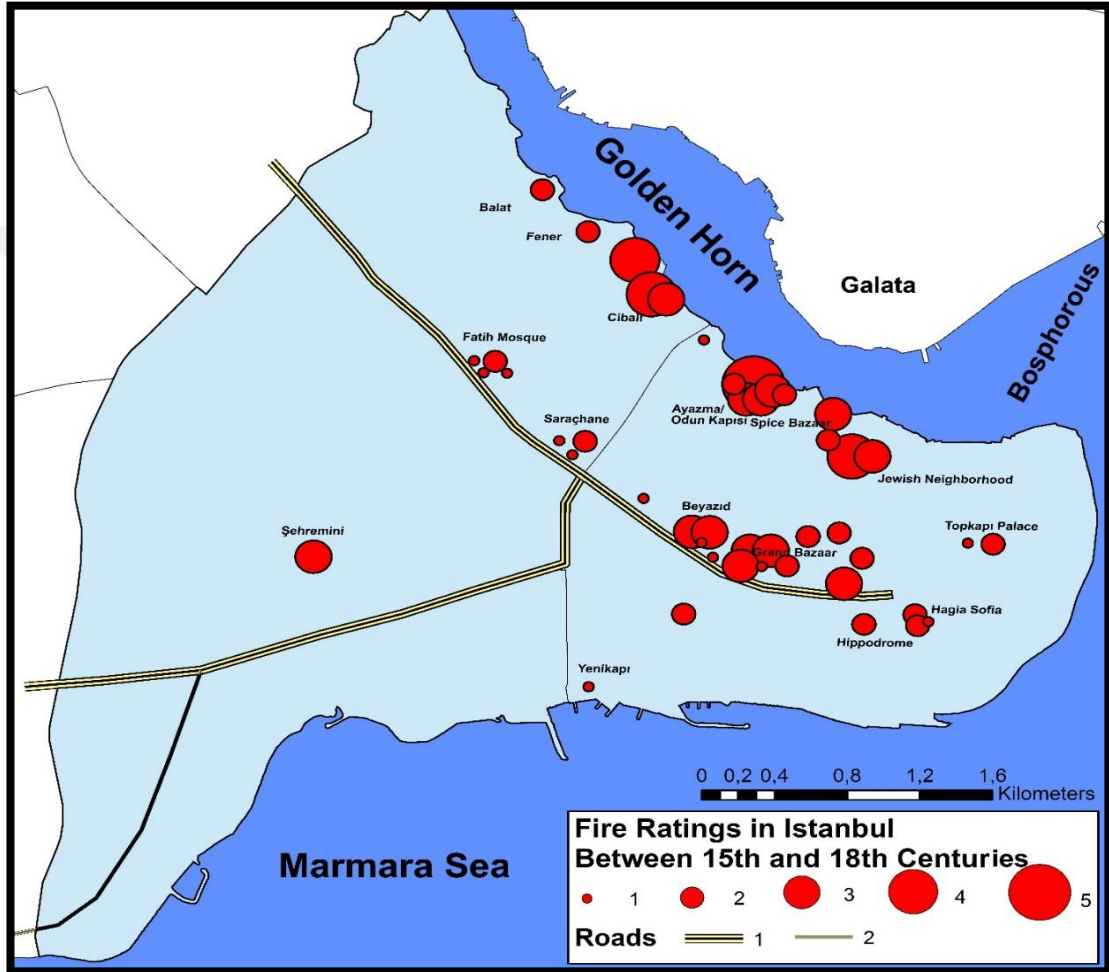 Golden Horn
Balat
Fener
Galata
Bosphorous
Cibali
Fatih Mosque
Saraçhane
Ayazma/
Odun Kapısı
Spice Bazaar
Jewish Neighborhood
Beyazıd
Topkapı Palace
Şehremini
Grand Bazaar
Hagia Sofia
Hippodrome
Yenikapı
0 0,2 0,4 0,8 1,2 1,6
Kilometers
Marmara Sea
Fire Ratings in Istanbul
Between 15th and 18th Centuries
1 2 3 4 5
Roads 1 2